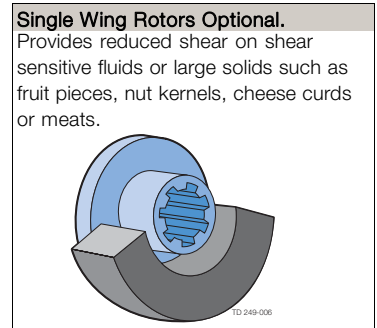 Single Wing Rotors Optional.
Provides reduced shear on shear
sensitive fluids or large solids such as
fruit pieces, nut kernels, cheese curds
or meats.
TD 249-006